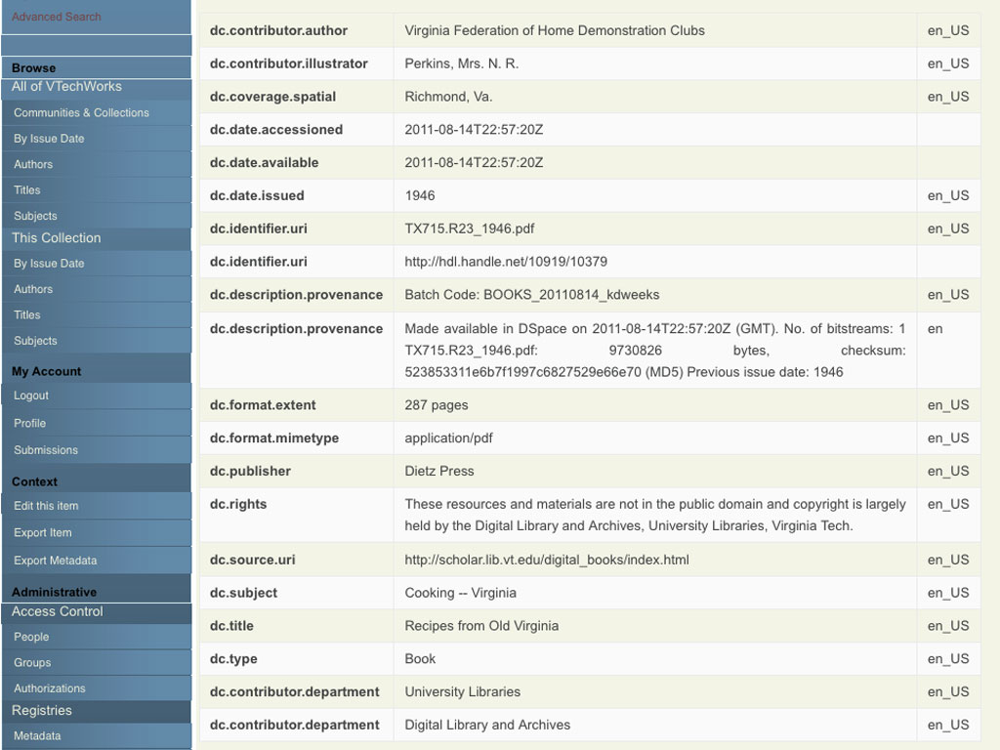 Advanced Search
Browse
All of VTechWorks
Communities & Collections
By Issue Date
Authors
Titles
Subjects
This Collection
By Issue Date
Authors
Titles
Subjects
My Account
Logout
Profile
Submissions
Context
Edit this item
Export Item
Export Metadata
Administrative
Access Control
People
Groups
Authorizations
Registries
Metadata
dc.contributor.author Virginia Federation of Home Demonstration Clubs en_US
dc.contributor.illustrator Perkins, Mrs. N. R. en_US
dc.coverage.spatial Richmond, Va. en_US
dc.date.accessioned 2011-08-14T22:57:20Z
dc.date.available 2011-08-14T22:57:20Z
dc.date.issued 1946 en_US
dc.identifier.uri TX715.R23_1946.pdf en_US
dc.identifier.uri http://hdl.handle.net/10919/10379
dc.description.provenance Batch Code: BOOKS_20110814_kdweeks en_US
dc.description.provenance Made available in DSpace on 2011-08-14T22:57:20Z (GMT). No. of bitstreams: 1 en
TX715.R23_1946.pdf: 9730826 bytes, checksum:
523853311e6b7f1997c6827529e66e70 (MD5) Previous issue date: 1946
dc.format.extent 287 pages en_US
dc.format.mimetype application/pdf en_US
dc.publisher Dietz Press en_US
dc.rights These resources and materials are not in the public domain and copyright is largely en_US
held by the Digital Library and Archives, University Libraries, Virginia Tech.
dc.source.uri http://scholar.lib.vt.edu/digital_books/index.html en_US
dc.subject Cooking -- Virginia en_US
dc.title Recipes from Old Virginia en_US
dc.type Book en_US
dc.contributor.department University Libraries en_US
dc.contributor.department Digital Library and Archives en_US